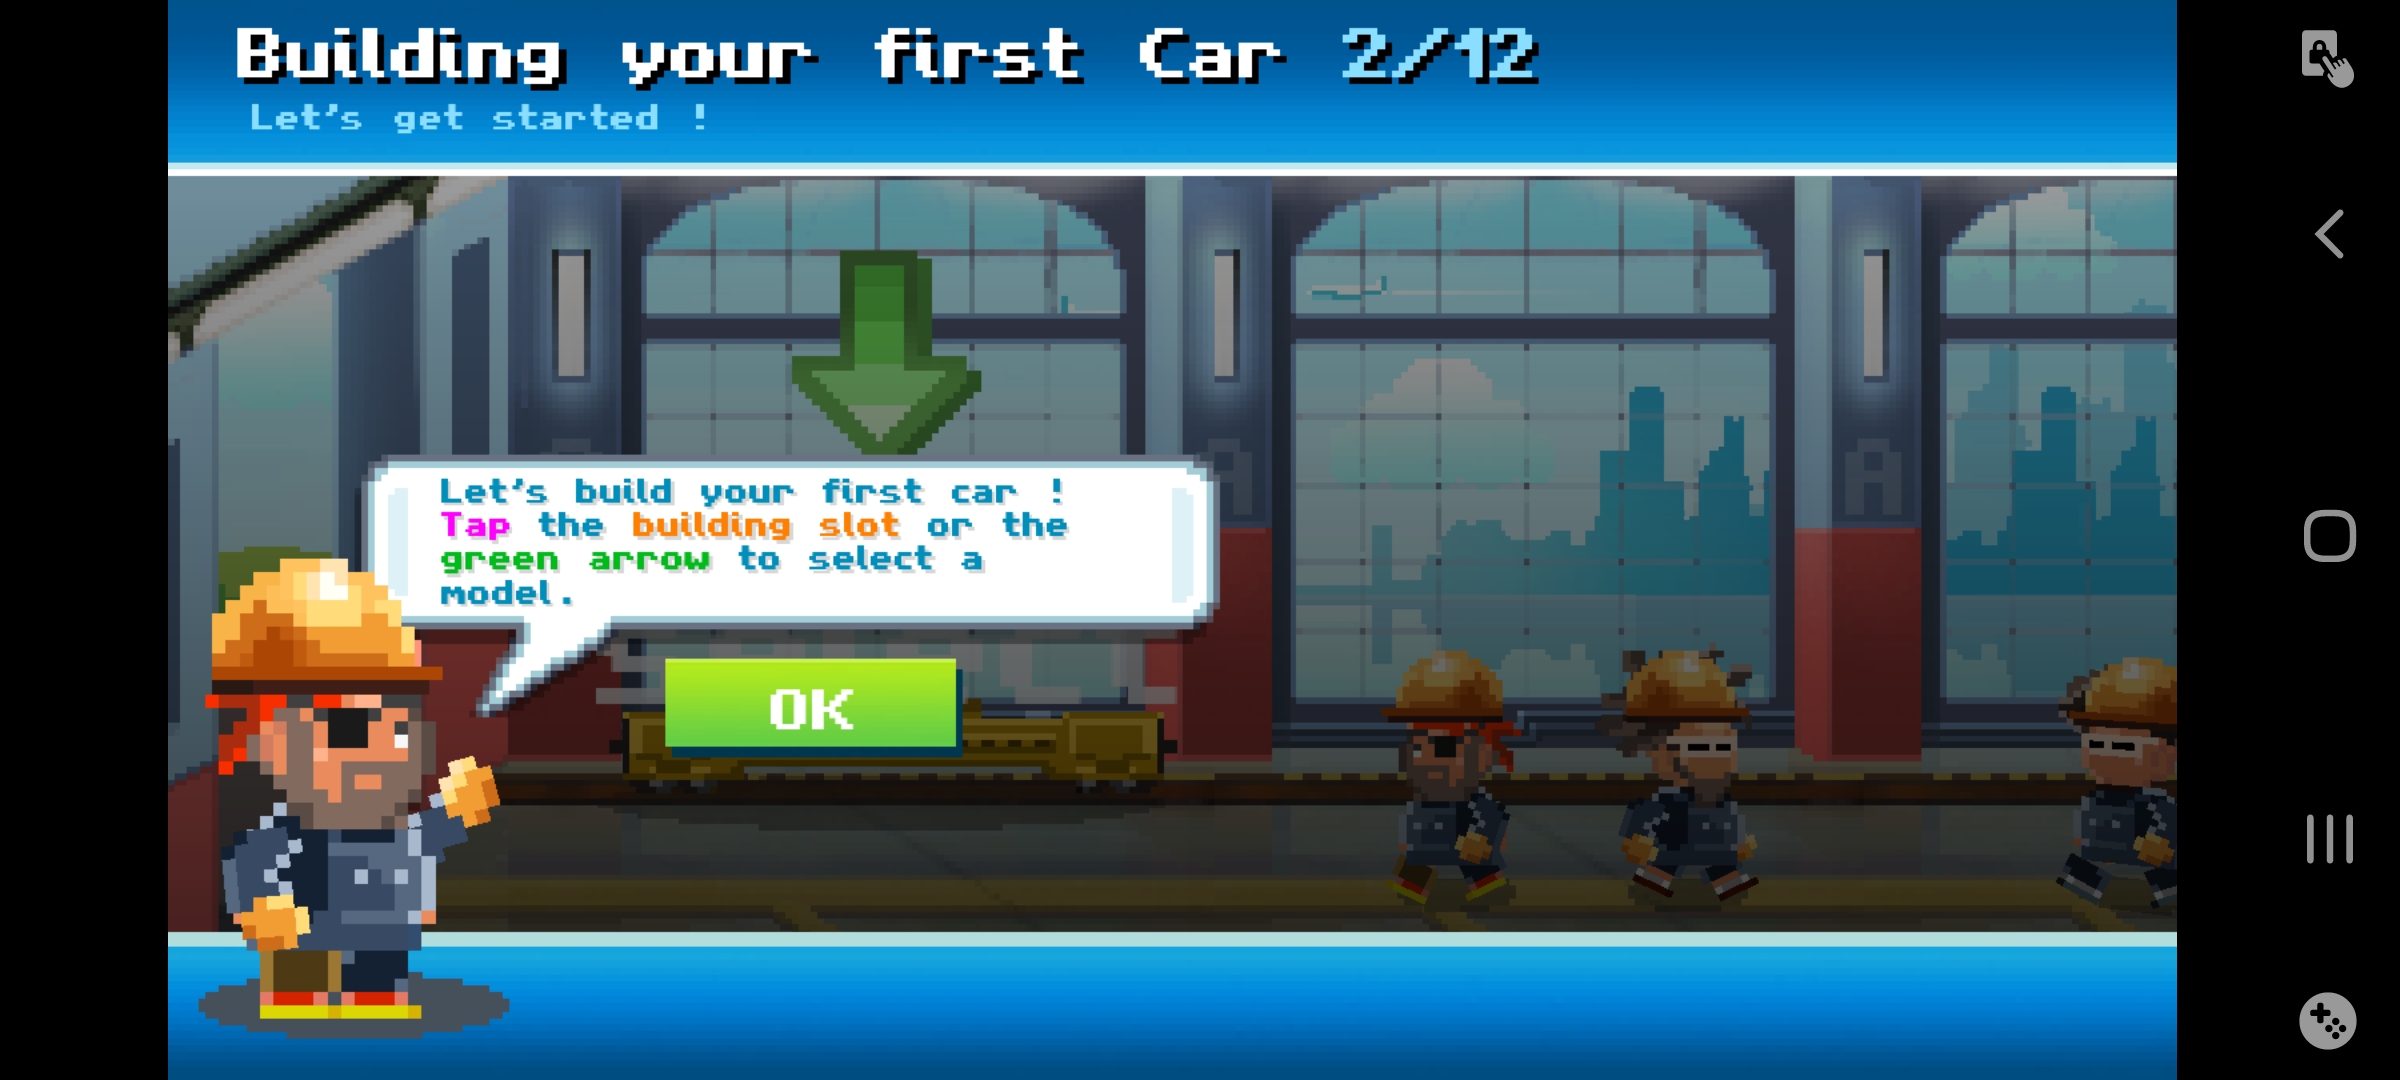 Building your first Car 2/12
Let's get started !
Let's build your first car !
Tap the building slot or the
green arrow to select a
model.
OK